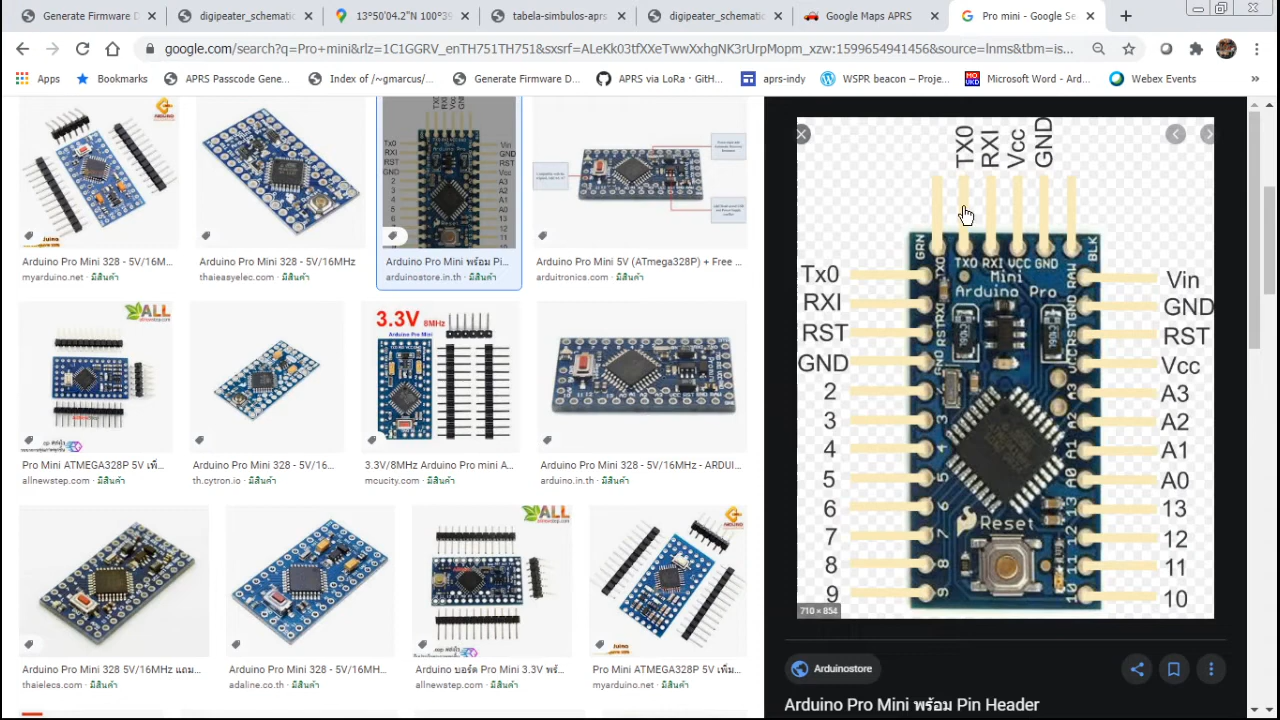 Generate Firmware D
digipeater_schematic
13°50'04.2"N 100°39
tabela-simbulos-aprs
digipeater_schematic
Google Maps APRS
Pro mini - Google Se
google.com/search?q=Pro+mini&rlz=1C1GGRV_enTH751TH751&sxsrf=ALeKk03tfXXeTwwXxhgNK3rUrpMopm_xzw:1599654941456&source=lnms&tbm=is...
Apps
Bookmarks
APRS Passcode Gene...
Index of /~gmarcus/...
Generate Firmware D...
APRS via LoRa · GitH...
aprs-indy
WSPR beacon – Proje...
Microsoft Word - Ard...
Webex Events
Arduino Pro Mini 328 - 5V/16M...
myarduino.net • มีสินค้า
Arduino Pro Mini 328 - 5V/16MHz
thaieasyelec.com • มีสินค้า
Arduino Pro Mini พร้อม Pi...
arduinostore.in.th • มีสินค้า
Arduino Pro Mini 5V (ATmega328P) + Free ...
arduitronics.com • มีสินค้า
ALL
3.3V 8MHz
Arduino Pro Mini
Pro Mini ATMEGA328P 5V เพิ่...
allnewstep.com • มีสินค้า
Arduino Pro Mini 328 - 5V/16...
th.cytron.io • มีสินค้า
3.3V/8MHz Arduino Pro mini A...
mcucity.com • มีสินค้า
Arduino Pro Mini 328 - 5V/16MHz - ARDUI...
arduino.in.th • มีสินค้า
ALL
Arduino Pro Mini 328 5V/16MHz แถม...
thaielecs.com • มีสินค้า
Arduino Pro Mini 328 - 5V/16MH...
adaline.co.th • มีสินค้า
Arduino บอร์ด Pro Mini 3.3V พร้...
allnewstep.com • มีสินค้า
Pro Mini ATMEGA328P 5V เพิ่ม...
myarduino.net • มีสินค้า
TX0
RXI
Vcc
GND
GRN
TXO RXI VCC GND
BLK
Mini
Arduino Pro
Tx0
RXI
RST
GND
2
3
4
5
6
7
8
9
Vin
GND
RST
Vcc
A3
A2
A1
A0
13
12
11
10
Reset
710 × 854
Arduinostore
Arduino Pro Mini พร้อม Pin Header